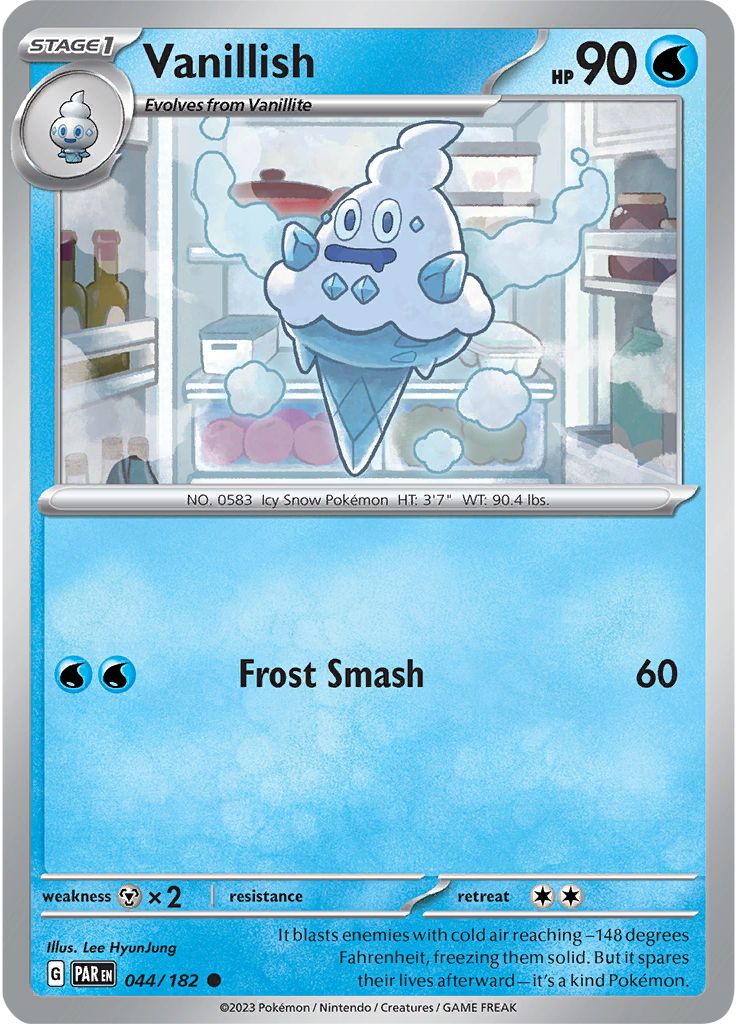 STAGE1
Vanillish
HP 90
Evolves from Vanillite
NO. 0583 Icy Snow Pokémon HT: 3'7" WT: 90.4 lbs.
Frost Smash 60
weakness ×2 resistance retreat
Illus. Lee HyunJung
It blasts enemies with cold air reaching –148 degrees
Fahrenheit, freezing them solid. But it spares
their lives afterward—it's a kind Pokémon.
G PAR EN 044/182
©2023 Pokémon / Nintendo / Creatures / GAME FREAK